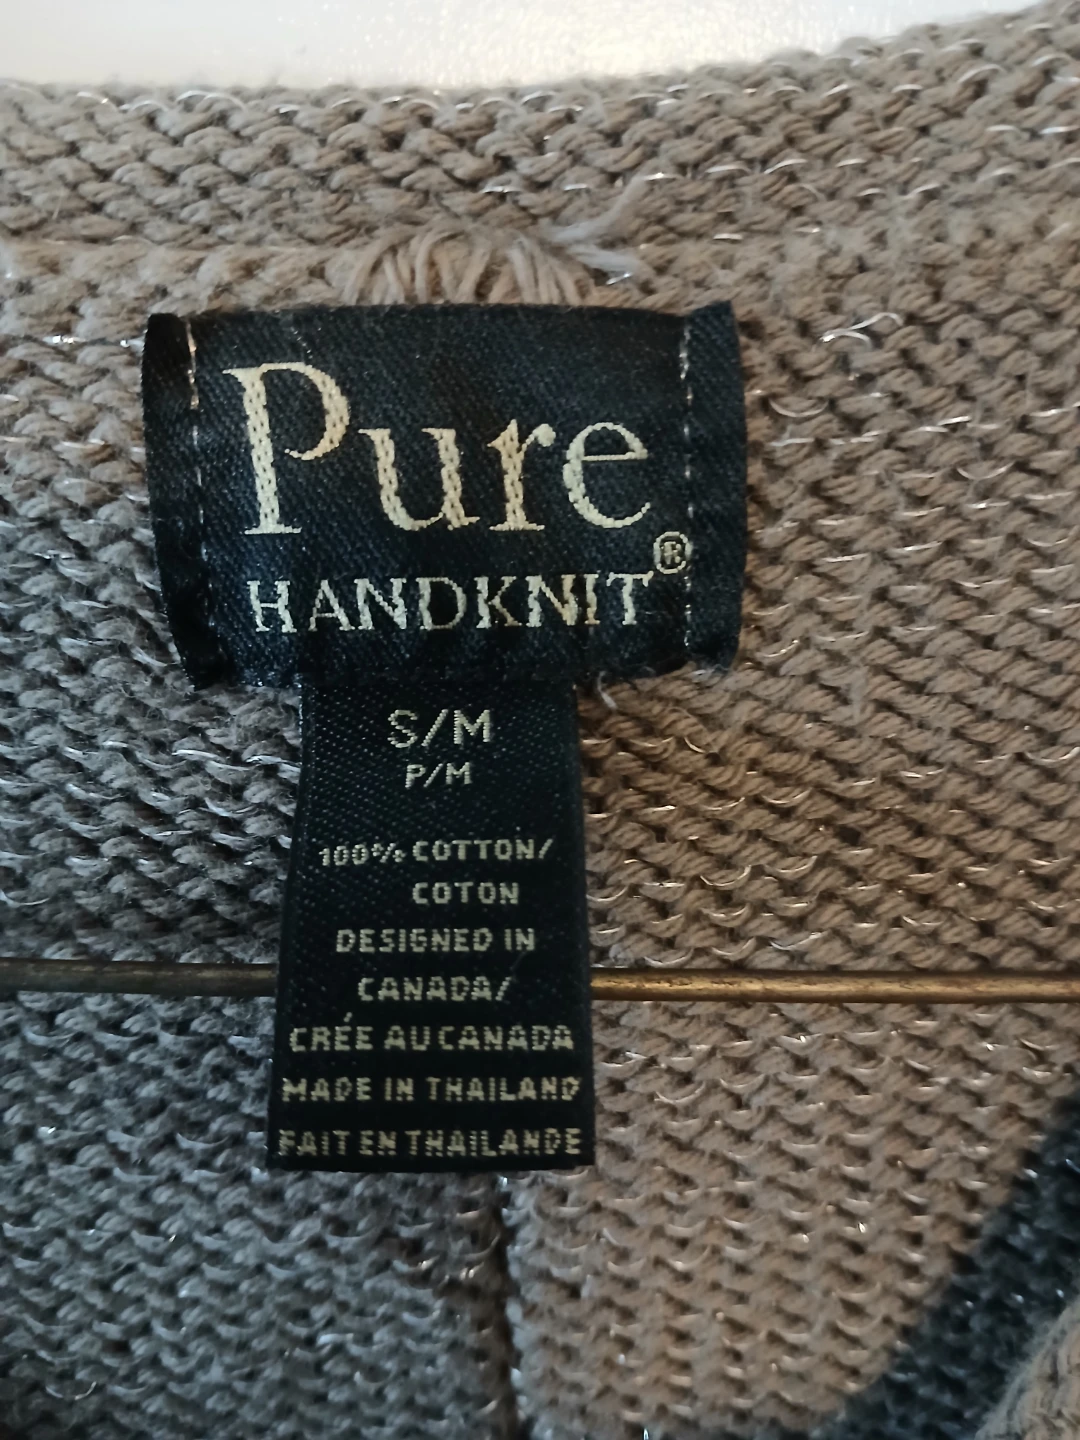 Pure
HANDKNIT®
S/M
P/M
100% COTTON/
COTON
DESIGNED IN
CANADA/
CRÉE AU CANADA
MADE IN THAILAND
FAIT EN THAILANDE